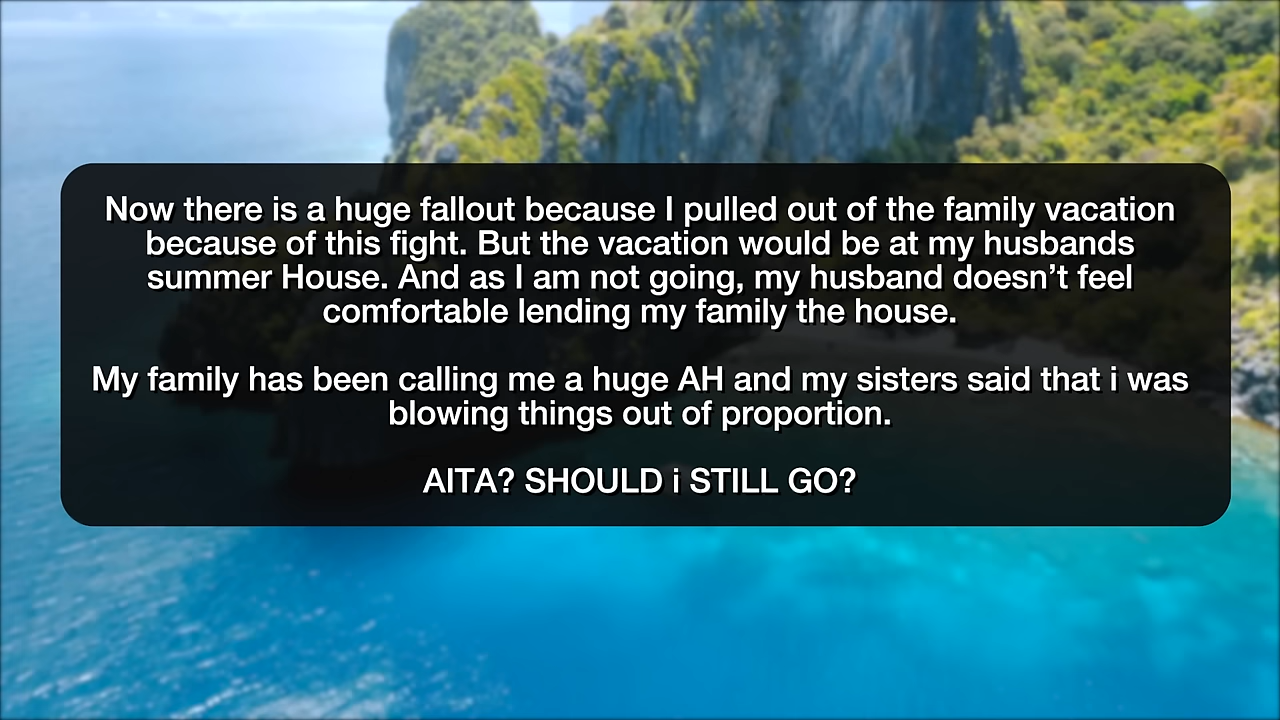 Now there is a huge fallout because I pulled out of the family vacation
because of this fight. But the vacation would be at my husbands
summer House. And as I am not going, my husband doesn’t feel
comfortable lending my family the house.
My family has been calling me a huge AH and my sisters said that i was
blowing things out of proportion.
AITA? SHOULD i STILL GO?